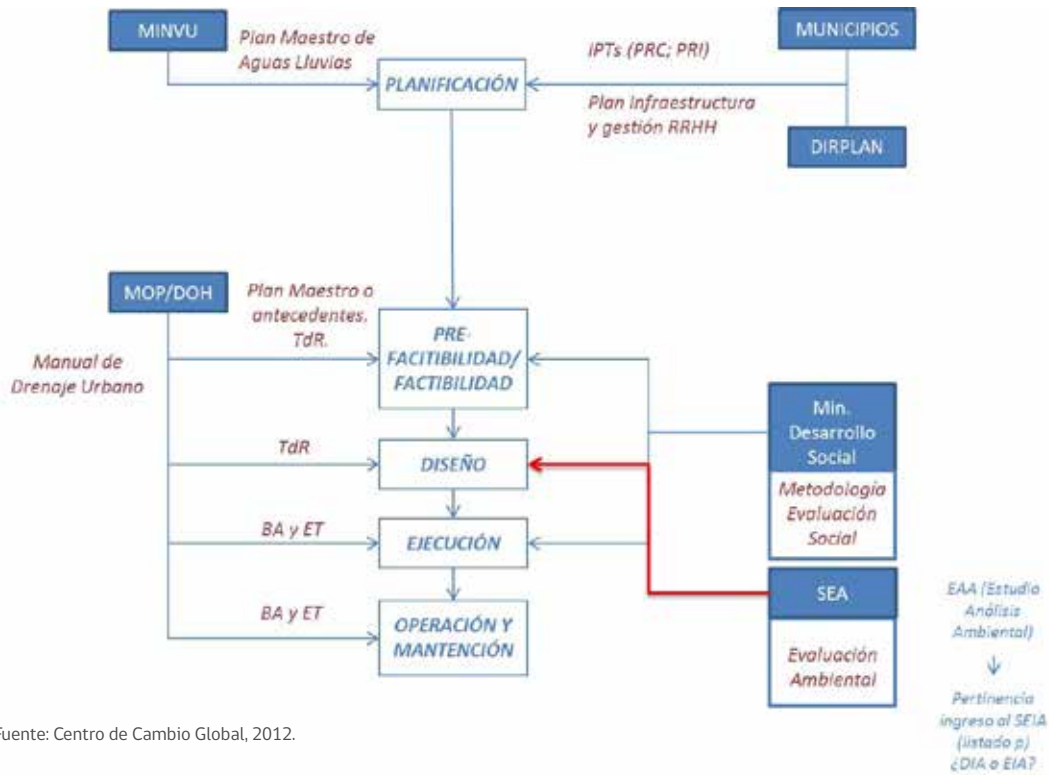 MINVU
Plan Maestro de
Aguas Lluvias
PLANIFICACIÓN
IPTs (PRC; PRI)
Plan Infraestructura
y gestión RRHH
MUNICIPIOS
DIRPLAN
MOP/DOH
Manual de
Drenaje Urbano
Plan Maestro o
antecedentes.
TdR.
PRE-
FACITIBILIDAD/
FACTIBILIDAD
TdR
DISEÑO
BA y ET
EJECUCIÓN
BA y ET
OPERACIÓN Y
MANTENCIÓN
Min.
Desarrollo
Social
Metodología
Evaluación
Social
SEA
Evaluación
Ambiental
EAA (Estudio
Análisis
Ambiental)
Pertinencia
ingreso al SEIA
(listado p)
¿DIA o EIA?
Fuente: Centro de Cambio Global, 2012.